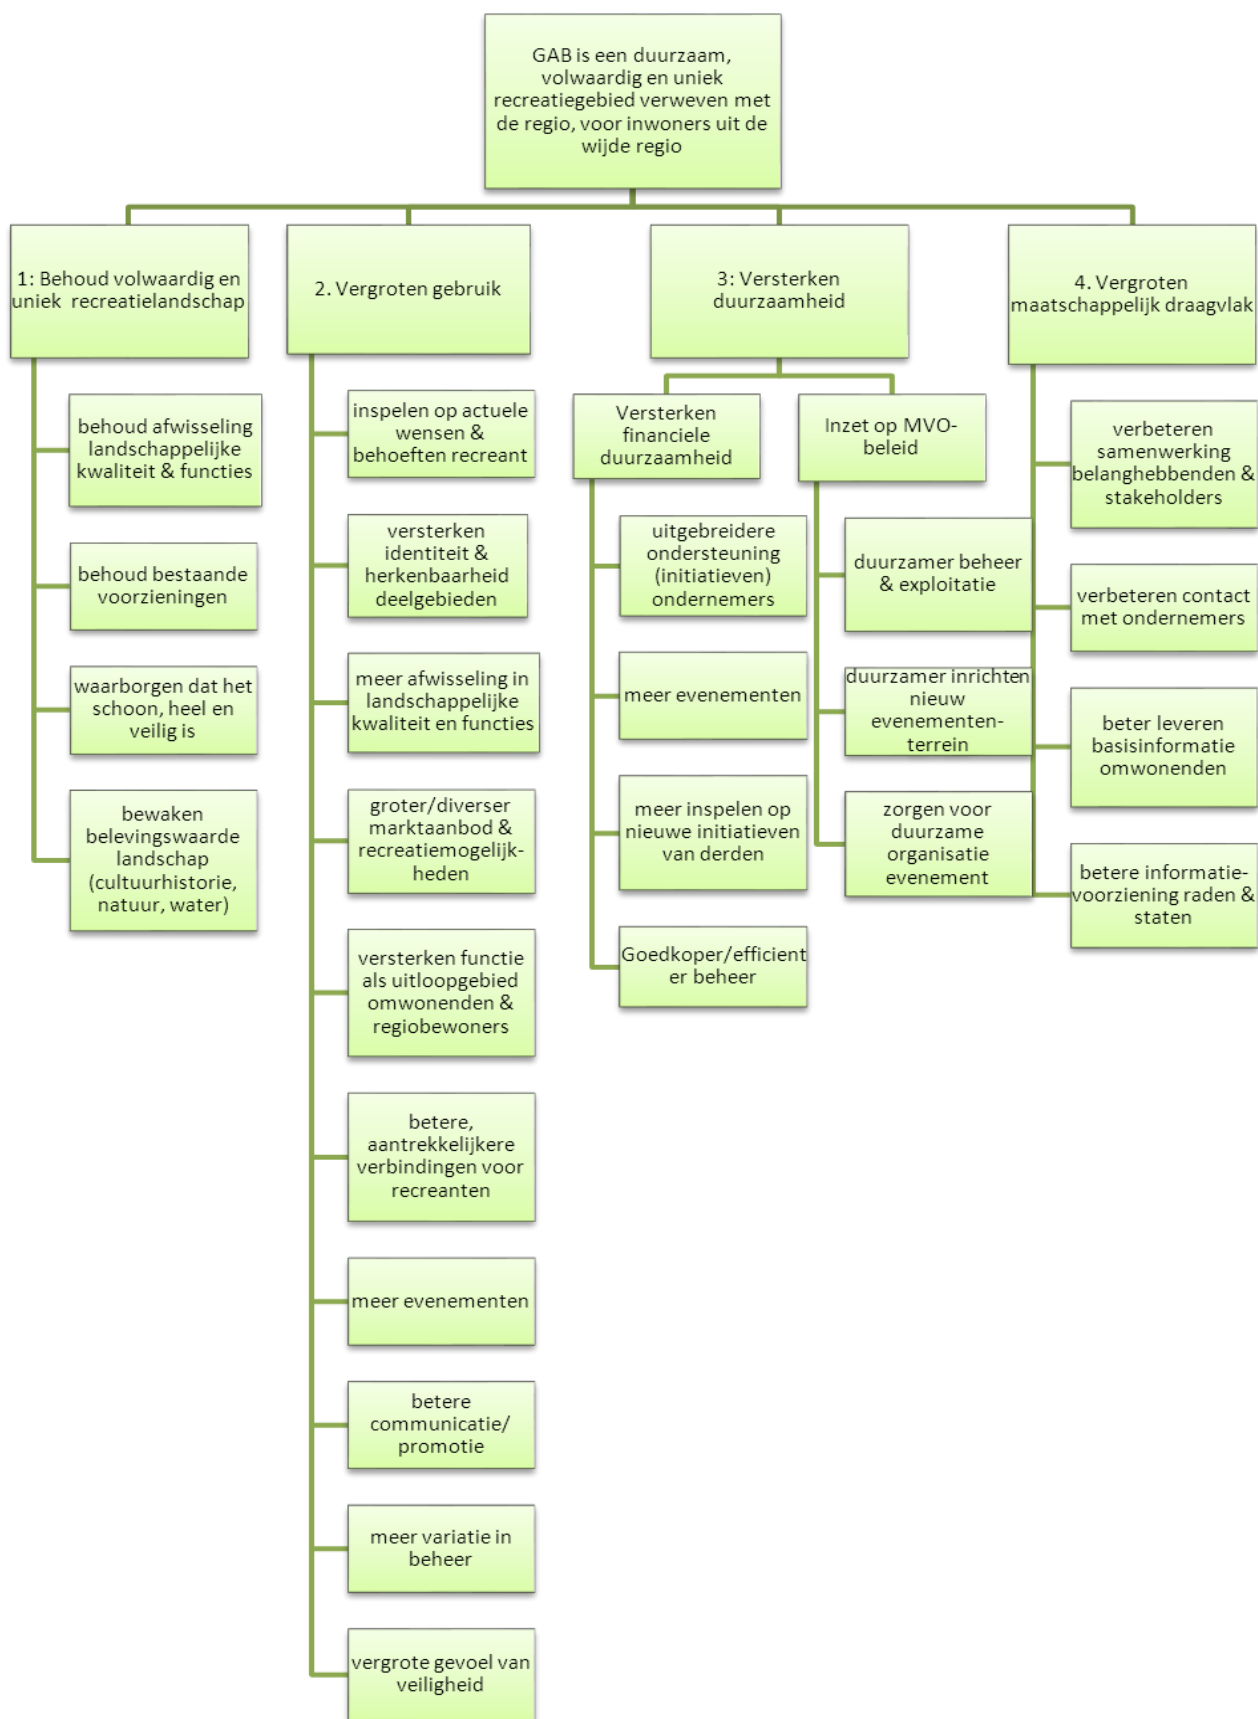 GAB is een duurzaam,
volwaardig en uniek
recreatiegebied verweven met
de regio, voor inwoners uit de
wijde regio
1: Behoud volwaardig en
uniek recreatielandschap
behoud afwisseling
landschappelijke
kwaliteit & functies
behoud bestaande
voorzieningen
waarborgen dat het
schoon, heel en
veilig is
bewaken
belevingswaarde
landschap
(cultuurhistorie,
natuur, water)
2. Vergroten gebruik
inspelen op actuele
wensen &
behoeften recreant
versterken
identiteit &
herkenbaarheid
deelgebieden
meer afwisseling in
landschappelijke
kwaliteit en functies
groter/diverser
marktaanbod &
recreatiemogelijk-
heden
versterken functie
als uitloopgebied
omwonenden &
regiobewoners
betere,
aantrekkelijkere
verbindingen voor
recreanten
meer evenementen
betere
communicatie/
promotie
meer variatie in
beheer
vergrote gevoel van
veiligheid
3: Versterken
duurzaamheid
Versterken
financiele
duurzaamheid
uitgebreidere
ondersteuning
(initiatieven)
ondernemers
meer evenementen
meer inspelen op
nieuwe initiatieven
van derden
Goedkoper/efficient
er beheer
Inzet op MVO-
beleid
duurzamer beheer
& exploitatie
duurzamer inrichten
nieuw
evenementen-
terrein
zorgen voor
duurzame
organisatie
evenement
4. Vergroten
maatschappelijk draagvlak
verbeteren
samenwerking
belanghebbenden &
stakeholders
verbeteren contact
met ondernemers
beter leveren
basisinformatie
omwonenden
betere informatie-
voorziening raden &
staten